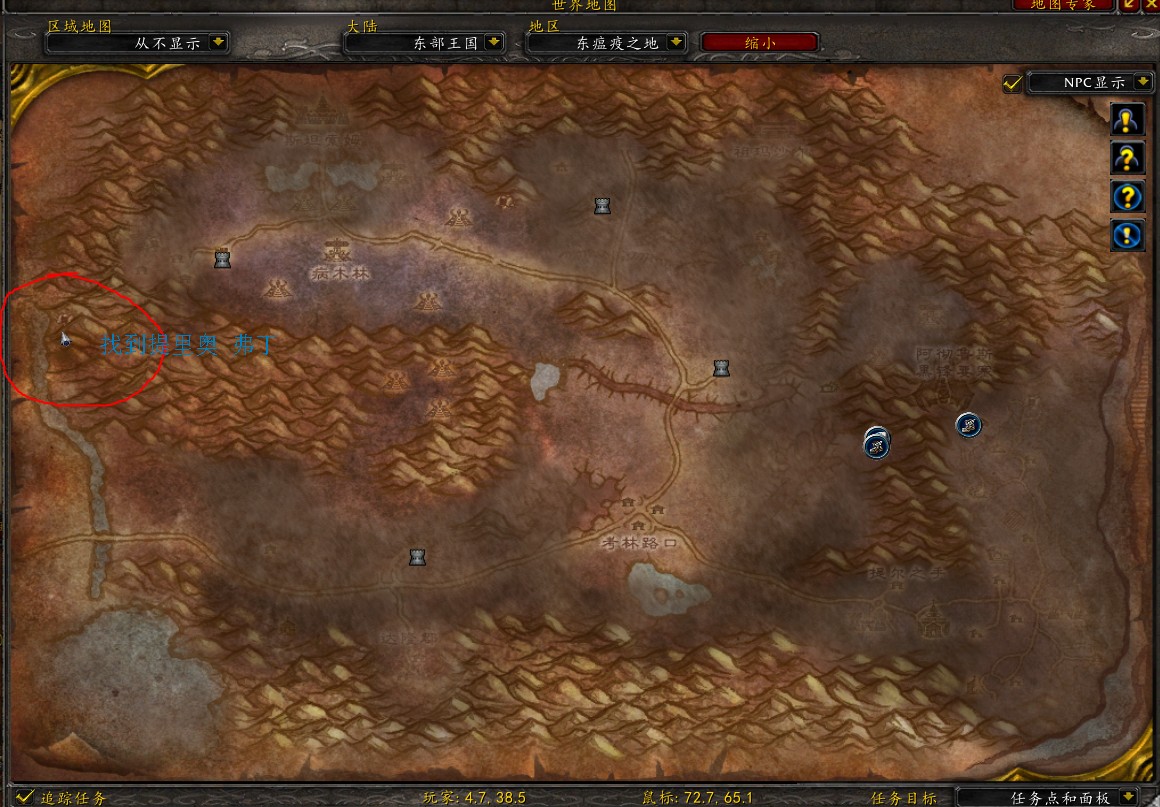 世界地图
地图专家
区域地图
大陆
地区
从不显示
东部王国
东瘟疫之地
缩小
NPC显示
病木林
找到提里奥 弗丁
考林路口
追踪任务
玩家: 4.7, 38.5
鼠标: 72.7, 65.1
任务目标
任务点和面板